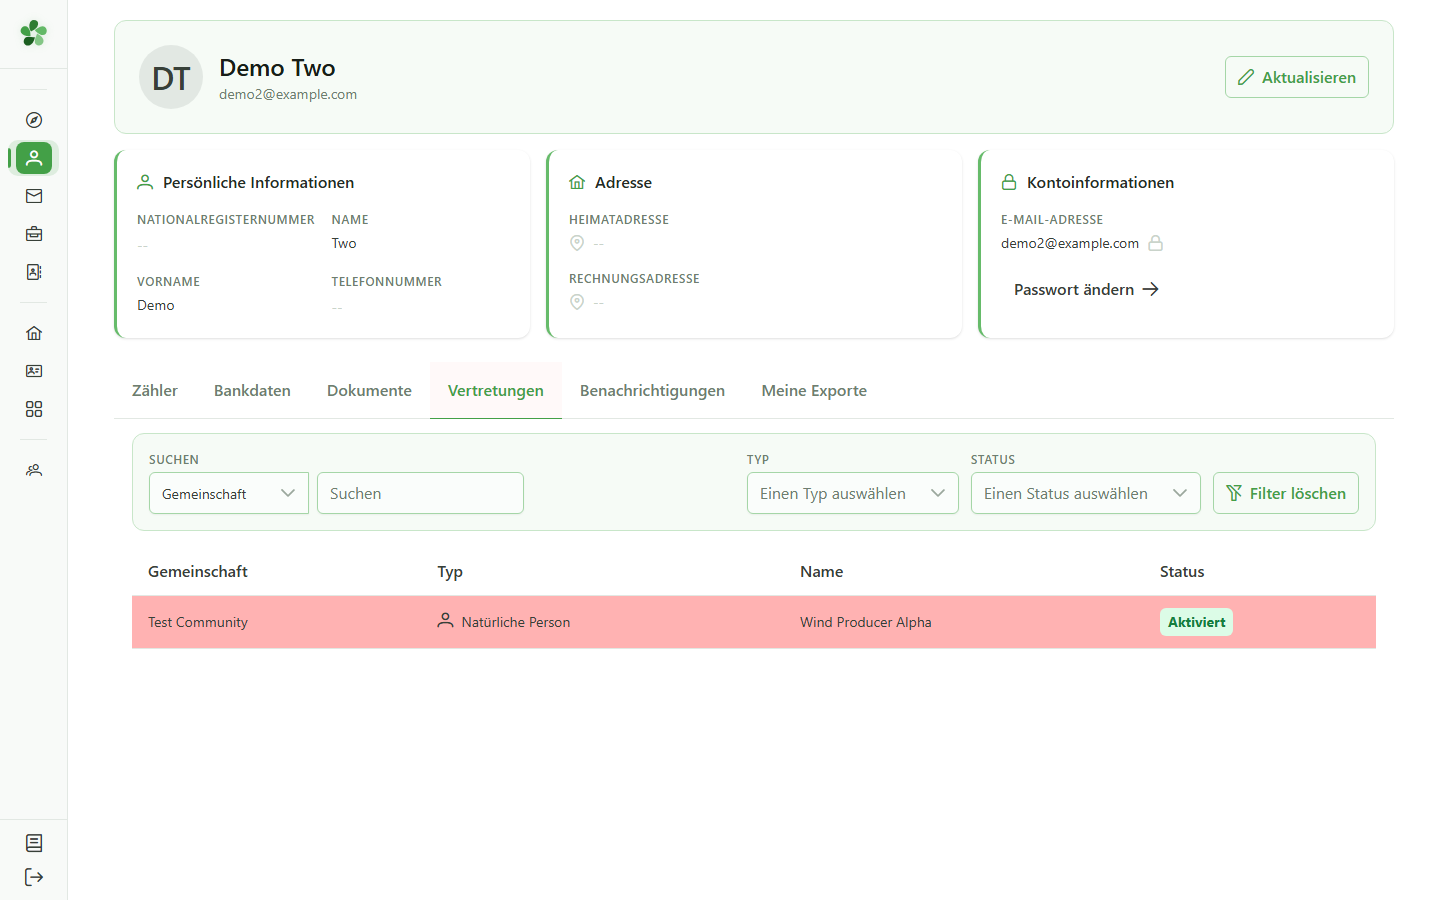 DT
Demo Two
demo2@example.com
Aktualisieren
Persönliche Informationen
NATIONALREGISTERNUMMER
--
NAME
Two
VORNAME
Demo
TELEFONNUMMER
--
Adresse
HEIMATADRESSE
--
RECHNUNGSADRESSE
--
Kontoinformationen
E-MAIL-ADRESSE
demo2@example.com
Passwort ändern
Zähler Bankdaten Dokumente Vertretungen Benachrichtigungen Meine Exporte
SUCHEN TYP STATUS
Gemeinschaft Suchen Einen Typ auswählen Einen Status auswählen Filter löschen
Gemeinschaft Typ Name Status
Test Community Natürliche Person Wind Producer Alpha Aktiviert